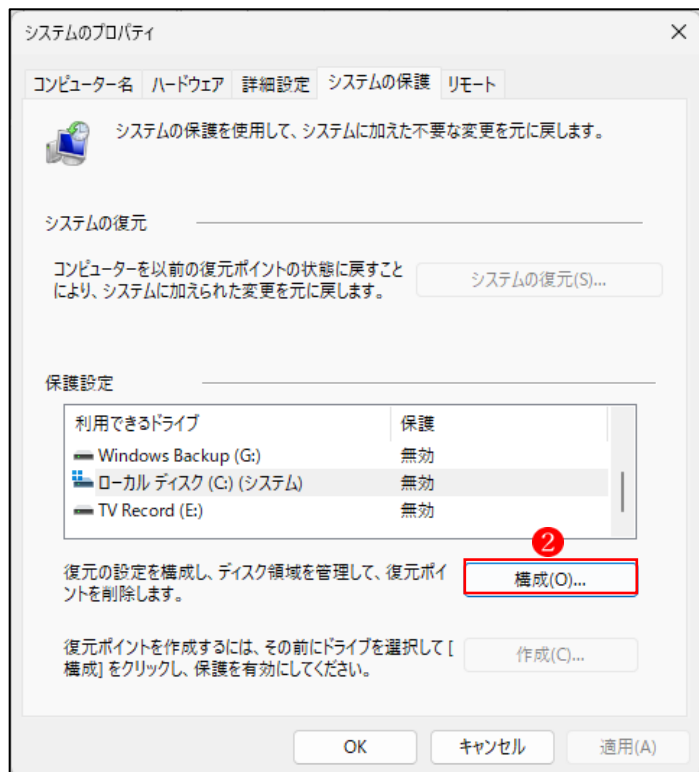 システムのプロパティ
コンピューター名 ハードウェア 詳細設定 システムの保護 リモート
システムの保護を使用して、システムに加えた不要な変更を元に戻します。
システムの復元
コンピューターを以前の復元ポイントの状態に戻すこと
により、システムに加えられた変更を元に戻します。
システムの復元(S)...
保護設定
利用できるドライブ 保護
Windows Backup (G:) 無効
ローカル ディスク (C:) (システム) 無効
TV Record (E:) 無効
2
復元の設定を構成し、ディスク領域を管理して、復元ポイ
ントを削除します。
構成(O)...
復元ポイントを作成するには、その前にドライブを選択して [
構成] をクリックし、保護を有効にしてください。
作成(C)...
OK キャンセル 適用(A)